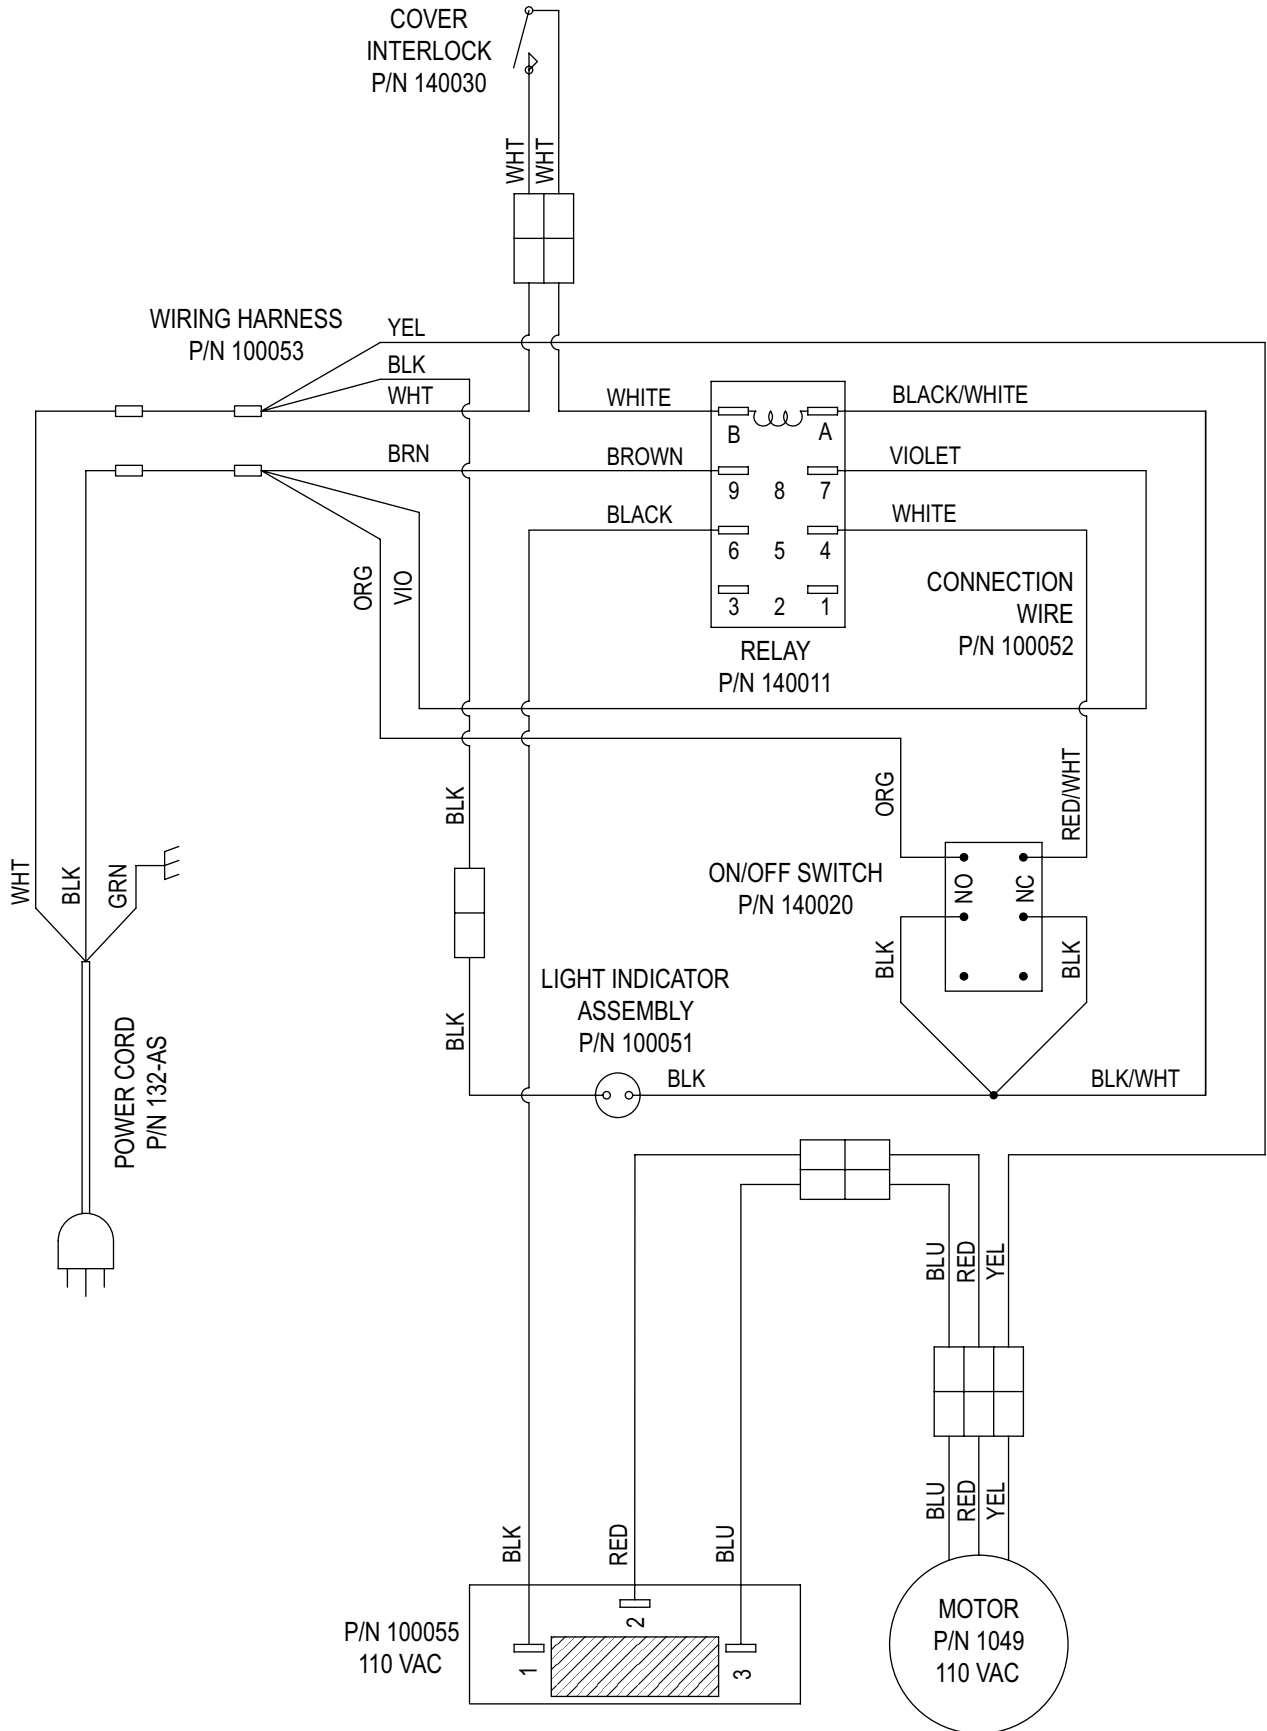 COVER
INTERLOCK
P/N 140030
WHT
WHT
WIRING HARNESS
P/N 100053
YEL
BLK
WHT
WHITE
BLACK/WHITE
B
A
BRN
BROWN
VIOLET
9
8
7
BLACK
WHITE
6
5
4
ORG
VIO
CONNECTION
WIRE
P/N 100052
3
2
1
RELAY
P/N 140011
BLK
ORG
RED/WHT
WHT
BLK
GRN
ON/OFF SWITCH
P/N 140020
NO
NC
BLK
BLK
LIGHT INDICATOR
ASSEMBLY
P/N 100051
BLK
BLK
BLK/WHT
POWER CORD
P/N 132-AS
BLU
RED
YEL
BLU
RED
YEL
BLK
RED
BLU
P/N 100055
110 VAC
1
2
3
MOTOR
P/N 1049
110 VAC